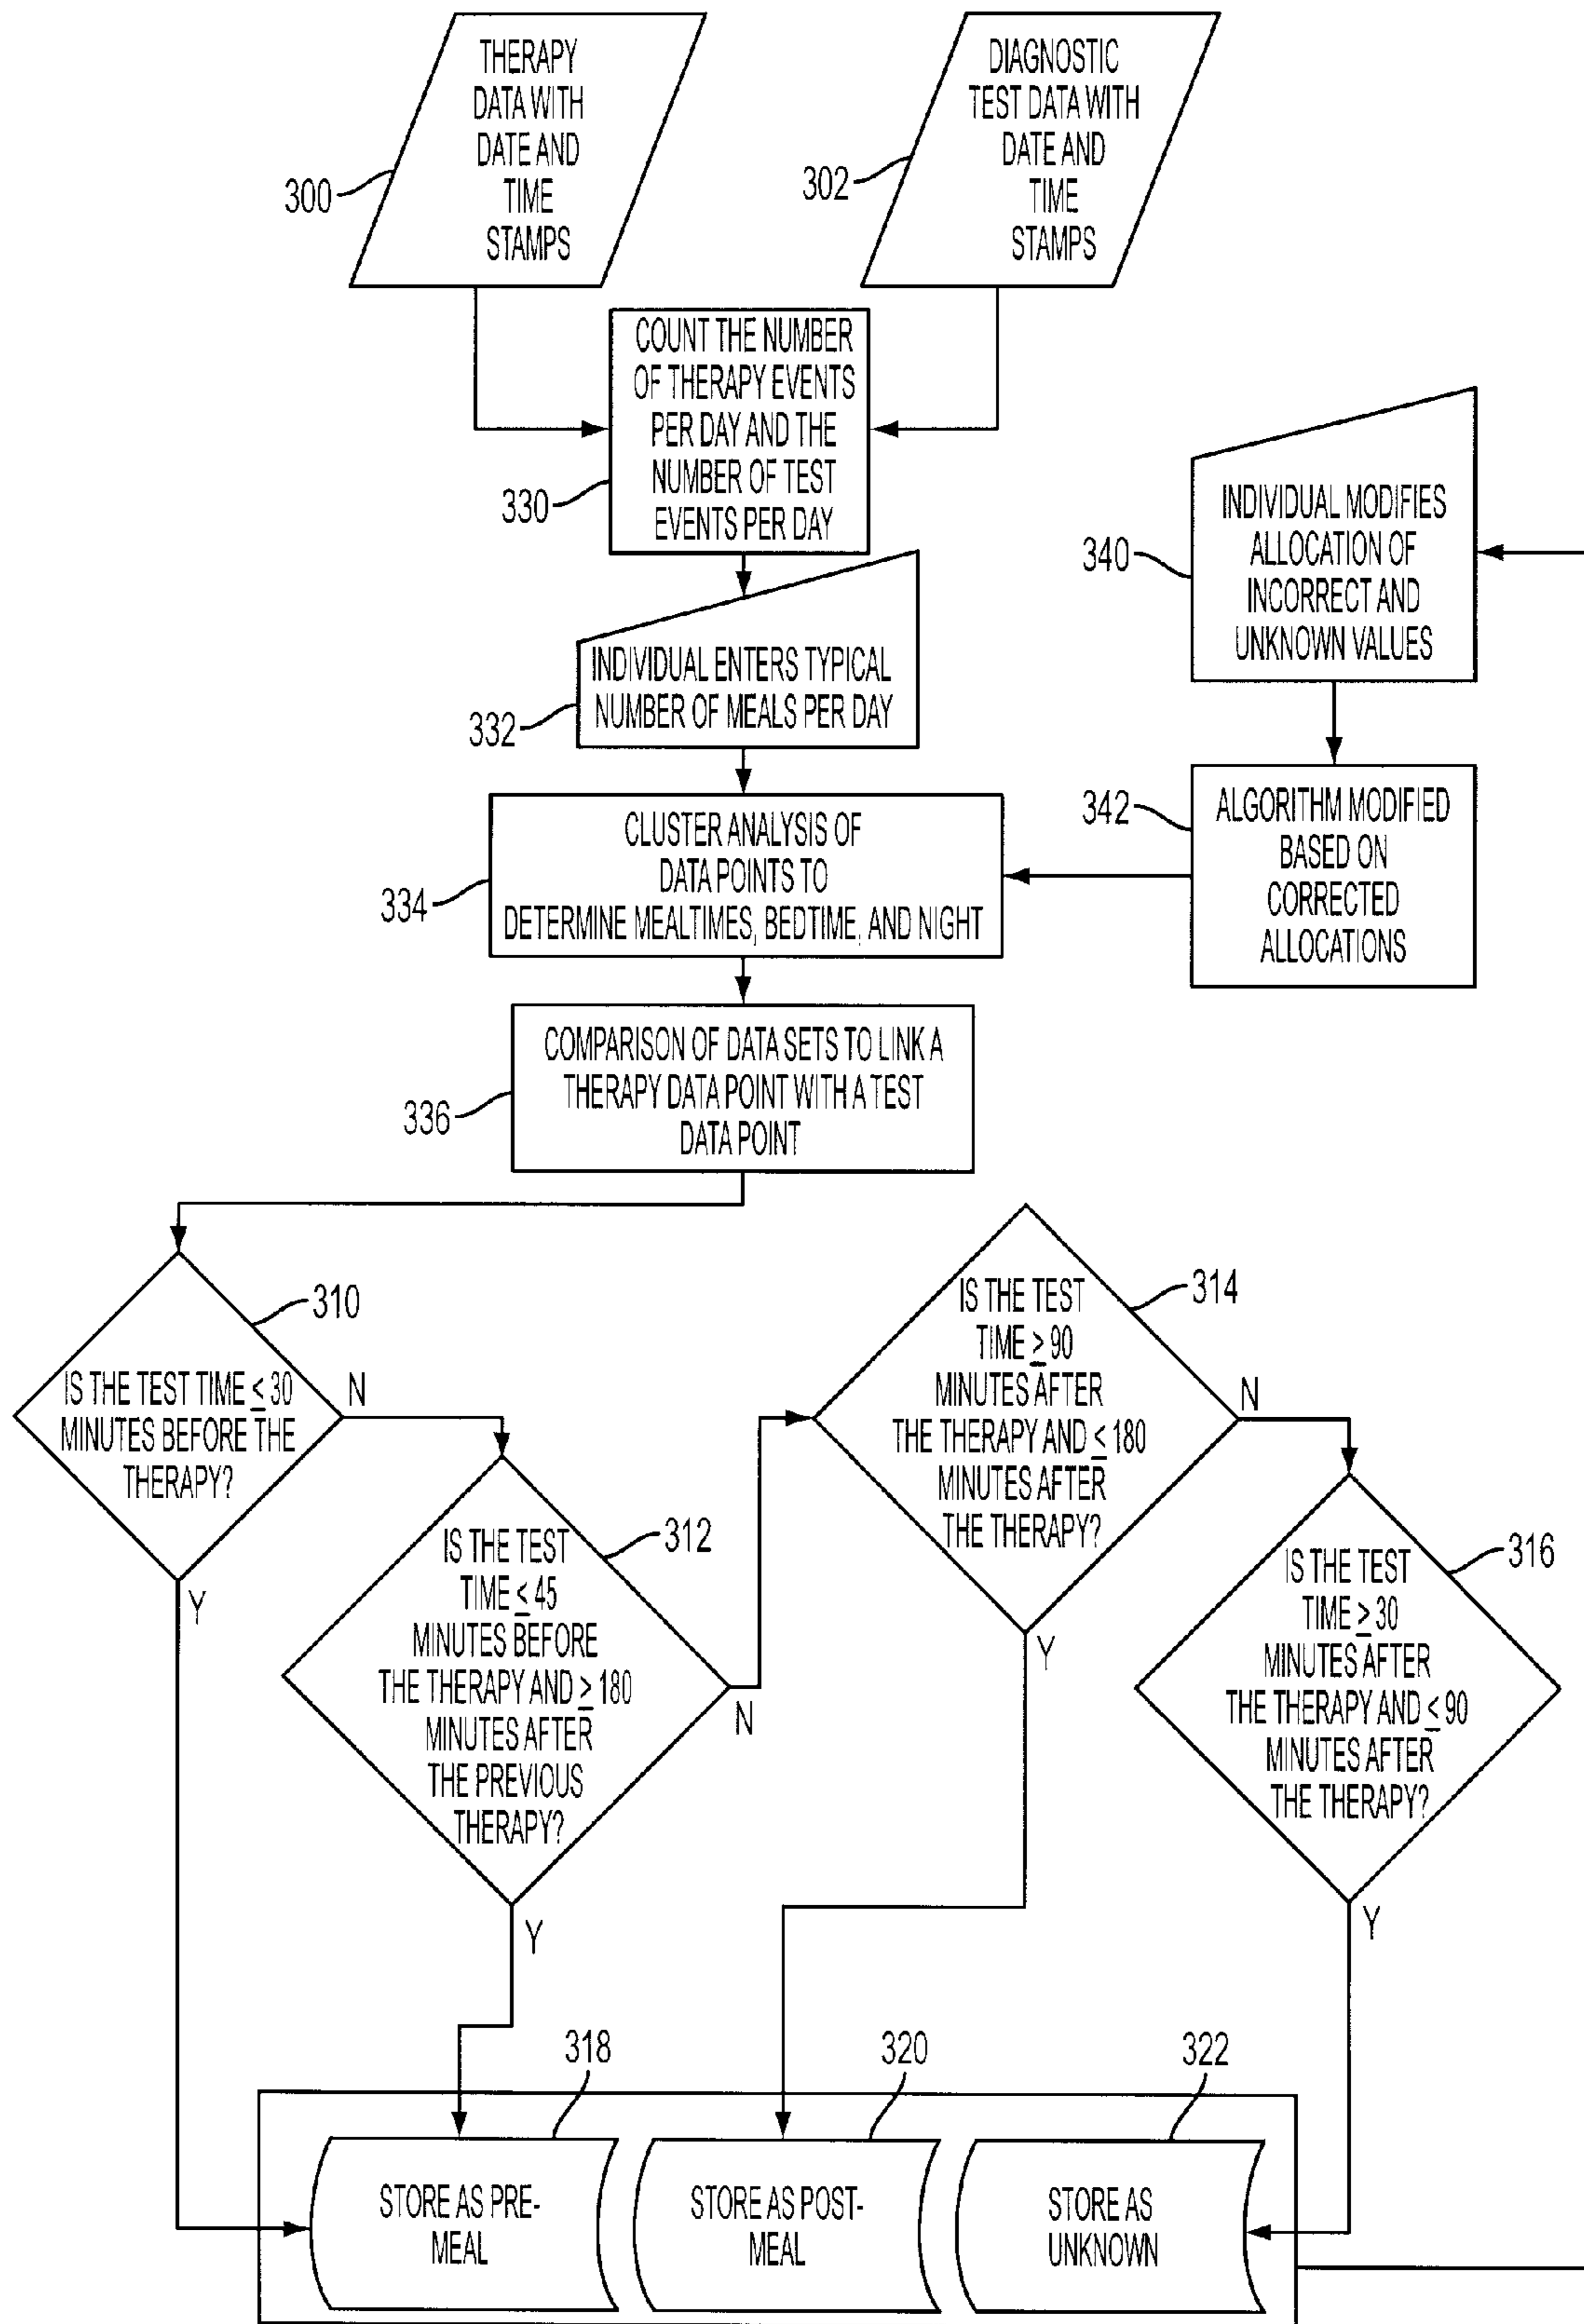 THERAPY
DATA WITH
DATE AND
TIME
STAMPS
300
DIAGNOSTIC
TEST DATA WITH
DATE AND
TIME
STAMPS
302
COUNT THE NUMBER
OF THERAPY EVENTS
PER DAY AND THE
NUMBER OF TEST
EVENTS PER DAY
330
INDIVIDUAL MODIFIES
ALLOCATION OF
INCORRECT AND
UNKNOWN VALUES
340
INDIVIDUAL ENTERS TYPICAL
NUMBER OF MEALS PER DAY
332
ALGORITHM MODIFIED
BASED ON
CORRECTED
ALLOCATIONS
342
CLUSTER ANALYSIS OF
DATA POINTS TO
DETERMINE MEALTIMES, BEDTIME, AND NIGHT
334
COMPARISON OF DATA SETS TO LINK A
THERAPY DATA POINT WITH A TEST
DATA POINT
336
310
IS THE TEST TIME ≤ 30
MINUTES BEFORE THE
THERAPY?
N
Y
312
IS THE TEST
TIME ≤ 45
MINUTES BEFORE
THE THERAPY AND ≥ 180
MINUTES AFTER
THE PREVIOUS
THERAPY?
N
Y
314
IS THE TEST
TIME ≥ 90
MINUTES AFTER
THE THERAPY AND ≤ 180
MINUTES AFTER
THE THERAPY?
N
Y
316
IS THE TEST
TIME ≥ 30
MINUTES AFTER
THE THERAPY AND ≤ 90
MINUTES AFTER
THE THERAPY?
Y
318
STORE AS PRE-
MEAL
320
STORE AS POST-
MEAL
322
STORE AS
UNKNOWN